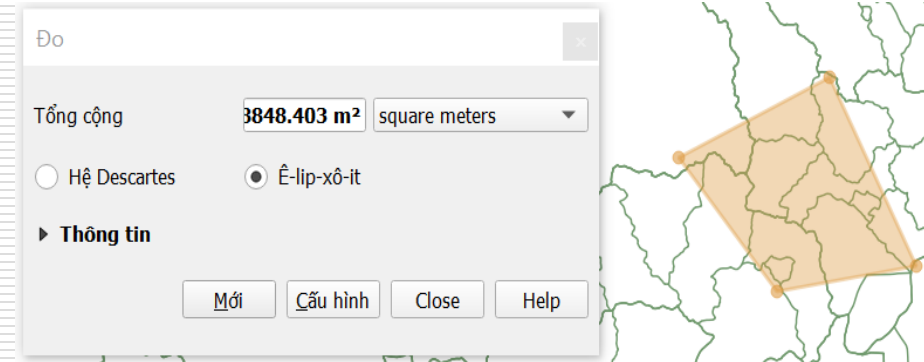 Đo
Tổng cộng 3848.403 m² square meters
Hệ Descartes Ê-lip-xô-it
Thông tin
Mới Cấu hình Close Help